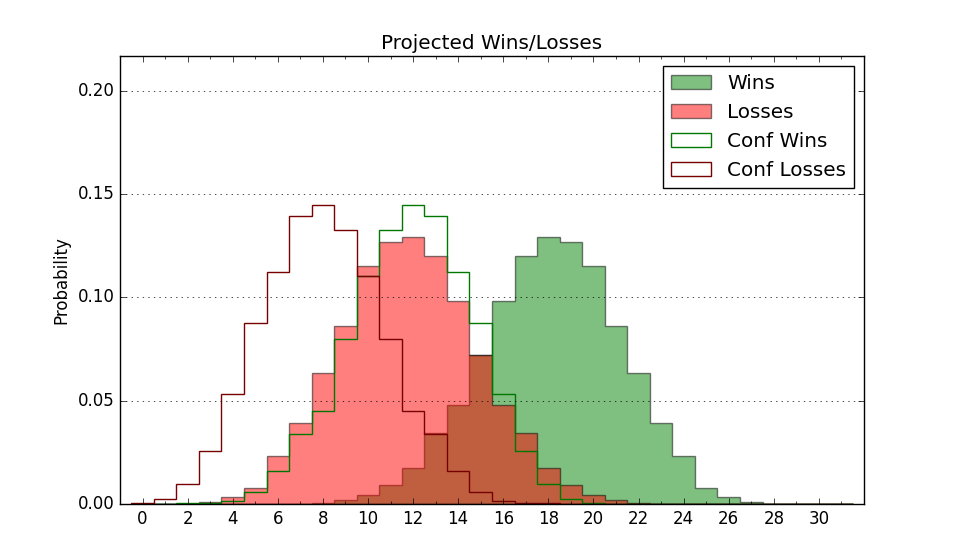 Projected Wins/Losses
Wins
Losses
Conf Wins
Conf Losses
Probability
0.20
0.15
0.10
0.05
0.00
0 2 4 6 8 10 12 14 16 18 20 22 24 26 28 30